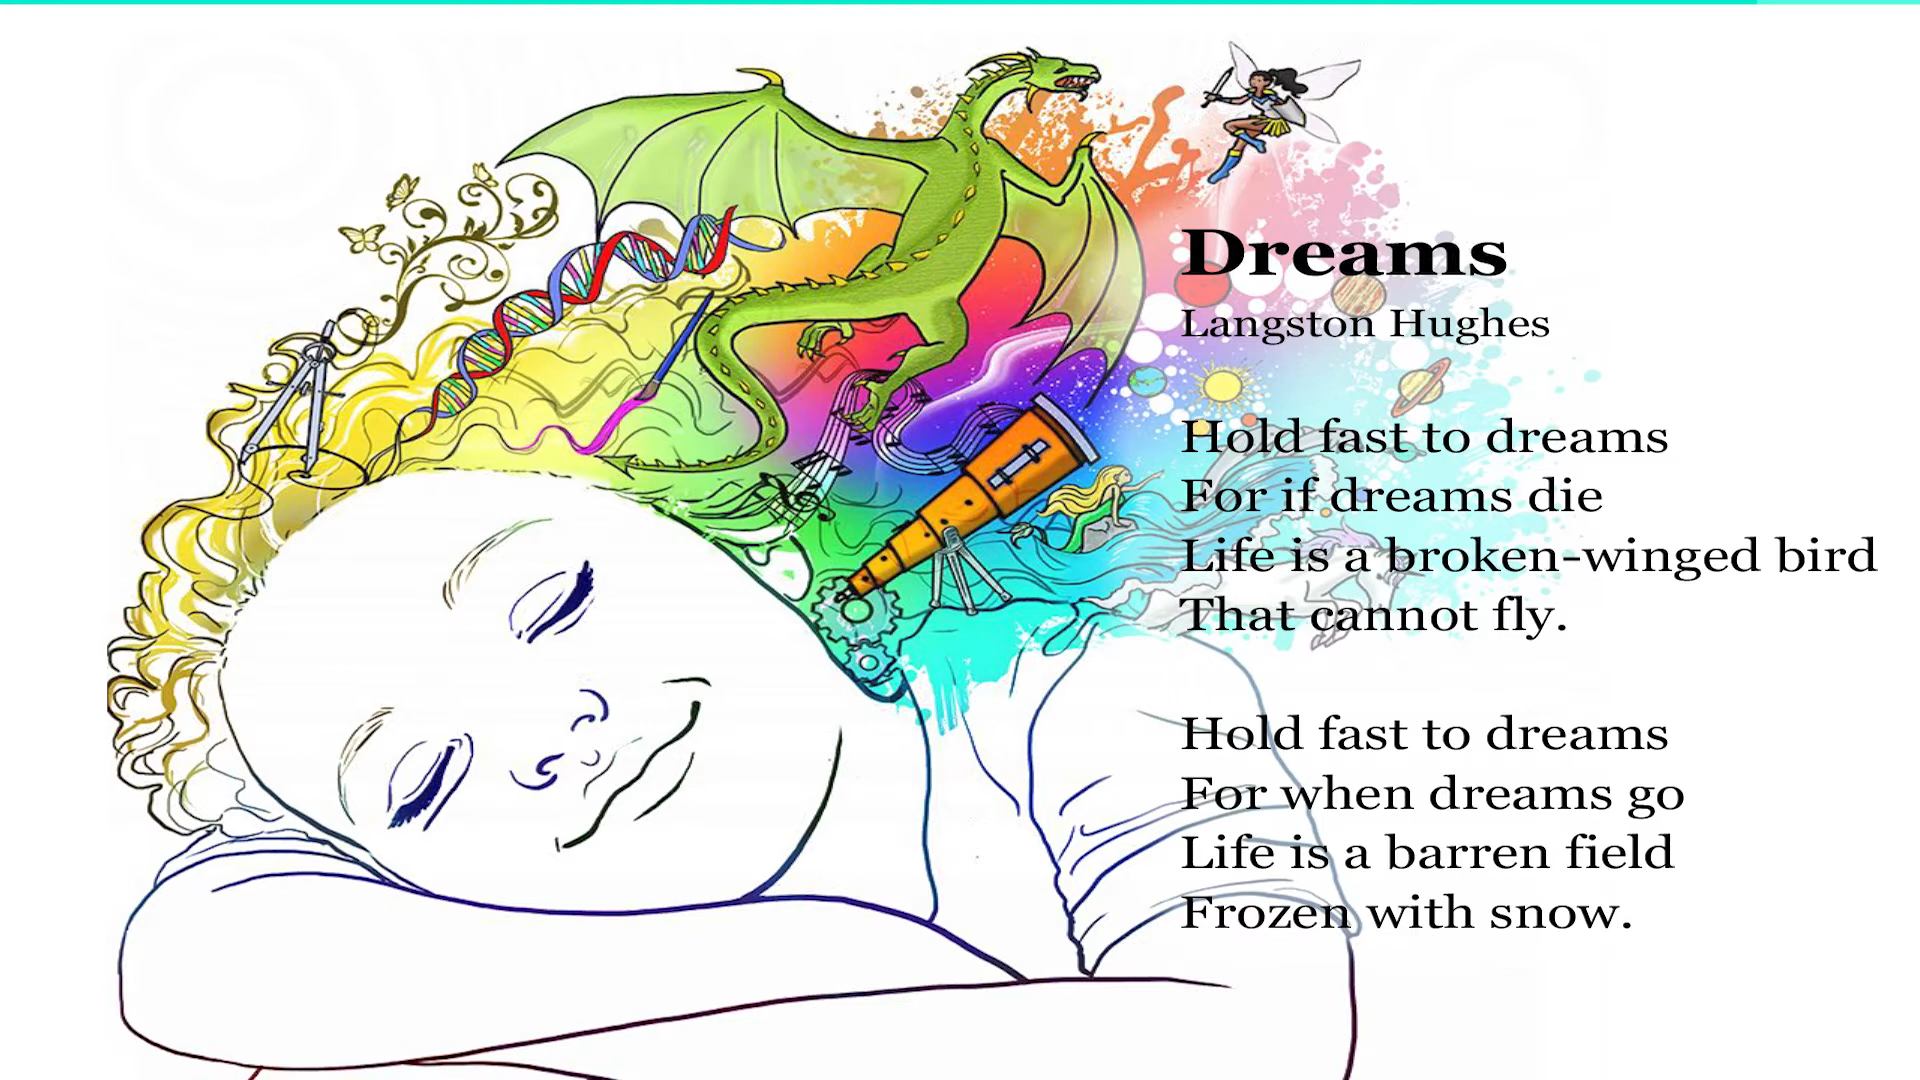 Dreams
Langston Hughes
Hold fast to dreams
For if dreams die
Life is a broken-winged bird
That cannot fly.
Hold fast to dreams
For when dreams go
Life is a barren field
Frozen with snow.